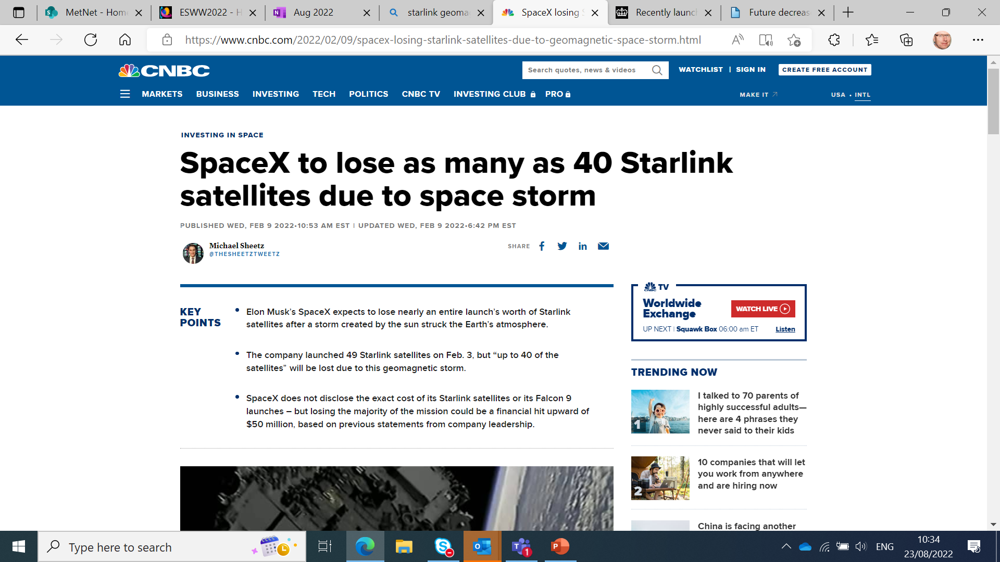 MetNet - Hom
ESWW2022 - H
Aug 2022
starlink geoma
SpaceX losing S
Recently launc
Future decreas
https://www.cnbc.com/2022/02/09/spacex-losing-starlink-satellites-due-to-geomagnetic-space-storm.html
CNBC
Search quotes, news & videos
WATCHLIST | SIGN IN
CREATE FREE ACCOUNT
MARKETS BUSINESS INVESTING TECH POLITICS CNBC TV INVESTING CLUB PRO
MAKE IT
USA • INTL
INVESTING IN SPACE
SpaceX to lose as many as 40 Starlink
satellites due to space storm
PUBLISHED WED, FEB 9 2022•10:53 AM EST | UPDATED WED, FEB 9 2022•6:42 PM EST
Michael Sheetz
@THESHEETZTWEETZ
SHARE
KEY
POINTS
• Elon Musk’s SpaceX expects to lose nearly an entire launch’s worth of Starlink
satellites after a storm created by the sun struck the Earth’s atmosphere.
• The company launched 49 Starlink satellites on Feb. 3, but “up to 40 of the
satellites” will be lost due to this geomagnetic storm.
• SpaceX does not disclose the exact cost of its Starlink satellites or its Falcon 9
launches – but losing the majority of the mission could be a financial hit upward of
$50 million, based on previous statements from company leadership.
CNBC TV
Worldwide
Exchange
WATCH LIVE
UP NEXT | Squawk Box 06:00 am ET
Listen
TRENDING NOW
1
I talked to 70 parents of
highly successful adults—
here are 4 phrases they
never said to their kids
2
10 companies that will let
you work from anywhere
and are hiring now
China is facing another
Type here to search
1
ENG
10:34
23/08/2022